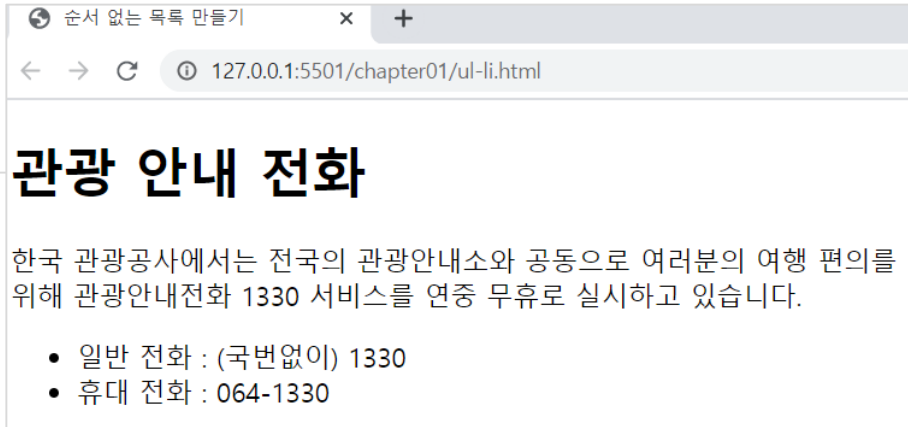 순서 없는 목록 만들기
127.0.0.1:5501/chapter01/ul-li.html
관광 안내 전화
한국 관광공사에서는 전국의 관광안내소와 공동으로 여러분의 여행 편의를
위해 관광안내전화 1330 서비스를 연중 무휴로 실시하고 있습니다.
• 일반 전화 : (국번없이) 1330
• 휴대 전화 : 064-1330